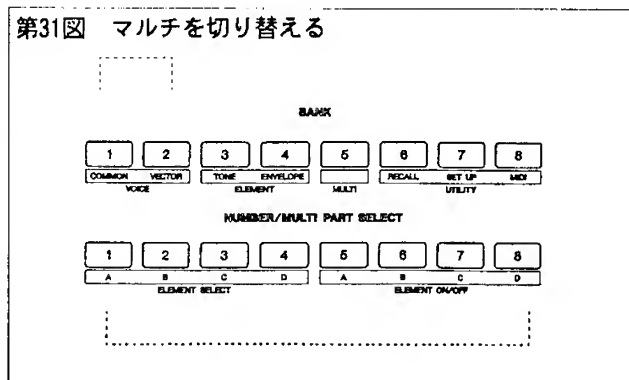 第31図 マルチを切り替える
BANK
1 2 3 4 5 6 7 8
COMMON VECTOR TONE ENVELOPE RECALL SET UP MIDI
VOICE ELEMENT MULTI UTILITY
NUMBER/MULTI PART SELECT
1 2 3 4 5 6 7 8
A B C D A B C D
ELEMENT SELECT ELEMENT ON/OFF